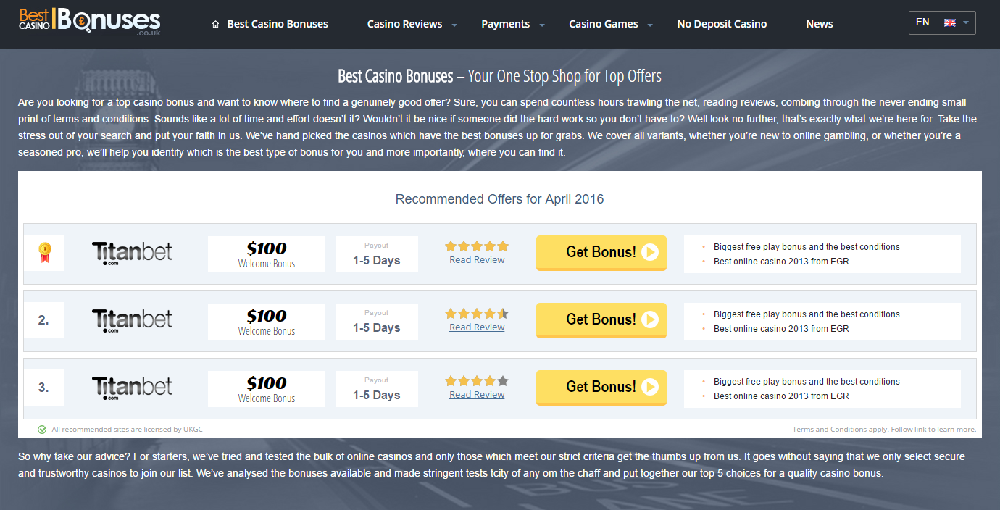 Best CASINO Bonuses .co.uk
Best Casino Bonuses Casino Reviews Payments Casino Games No Deposit Casino News EN
Best Casino Bonuses – Your One Stop Shop for Top Offers
Are you looking for a top casino bonus and want to know where to find a genuinely good offer? Sure, you can spend countless hours trawling the net, reading reviews, combing through the never ending small
print of terms and conditions. Sounds like a lot of time and effort doesn't it? Wouldn't it be nice if someone did the hard work so you don't have to? Well look no further, that's exactly what we're here for. Take the
stress out of your search and put your faith in us. We've hand picked the casinos which have the best bonuses up for grabs. We cover all variants, whether you're new to online gambling, or whether you're a
seasoned pro, we'll help you identify which is the best type of bonus for you and more importantly, where you can find it.
Recommended Offers for April 2016
1 Titanbet .com $100 Welcome Bonus Payout 1-5 Days Read Review Get Bonus!
Biggest free play bonus and the best conditions
Best online casino 2013 from EGR
2. Titanbet .com $100 Welcome Bonus Payout 1-5 Days Read Review Get Bonus!
Biggest free play bonus and the best conditions
Best online casino 2013 from EGR
3. Titanbet .com $100 Welcome Bonus Payout 1-5 Days Read Review Get Bonus!
Biggest free play bonus and the best conditions
Best online casino 2013 from EGR
All recommended sites are licensed by UKGC Terms and Conditions apply. Follow link to learn more.
So why take our advice? For starters, we've tried and tested the bulk of online casinos and only those which meet our strict criteria get the thumbs up from us. It goes without saying that we only select secure
and trustworthy casinos to join our list. We've analysed the bonuses available and made stringent tests lcity of any om the chaff and put together our top 5 choices for a quality casino bonus.